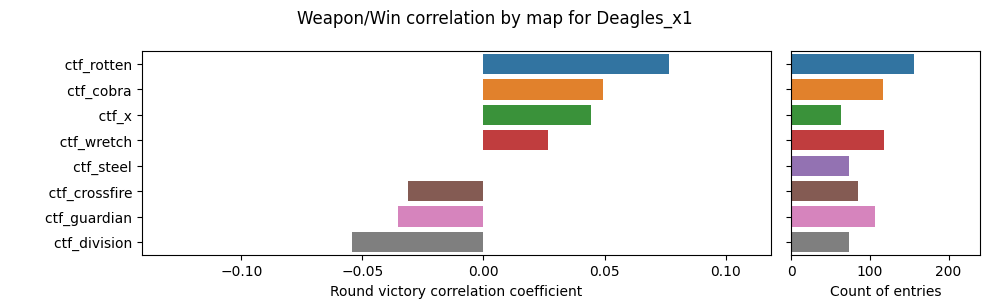 Weapon/Win correlation by map for Deagles_x1
ctf_rotten
ctf_cobra
ctf_x
ctf_wretch
ctf_steel
ctf_crossfire
ctf_guardian
ctf_division
−0.10 −0.05 0.00 0.05 0.10
Round victory correlation coefficient
0 100 200
Count of entries